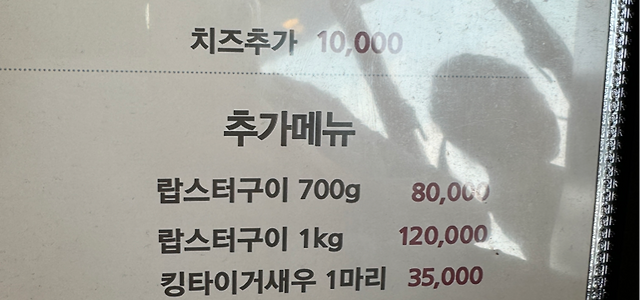 치즈추가 10,000
추가메뉴
랍스터구이 700g 80,000
랍스터구이 1kg 120,000
킹타이거새우 1마리 35,000